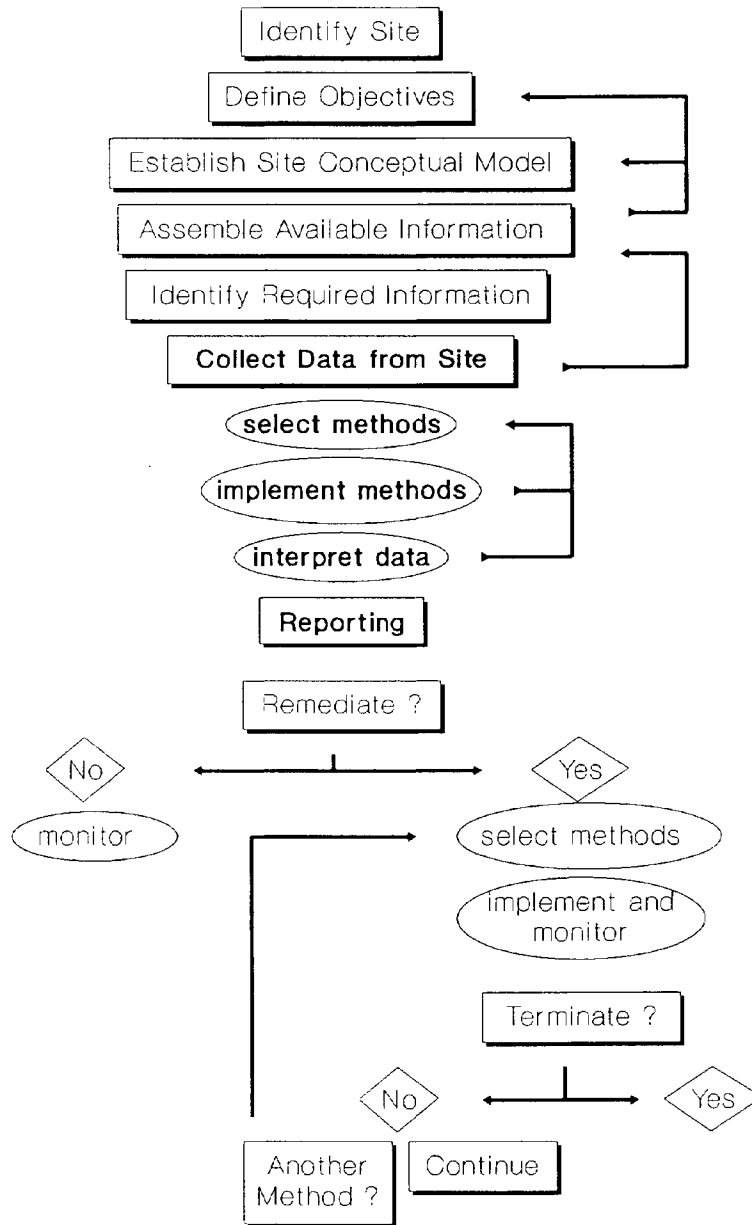 Identify Site
Define Objectives
Establish Site Conceptual Model
Assemble Available Information
Identify Required Information
Collect Data from Site
select methods
implement methods
interpret data
Reporting
Remediate ?
No
Yes
monitor
select methods
implement and
monitor
Terminate ?
No
Yes
Another
Method ?
Continue